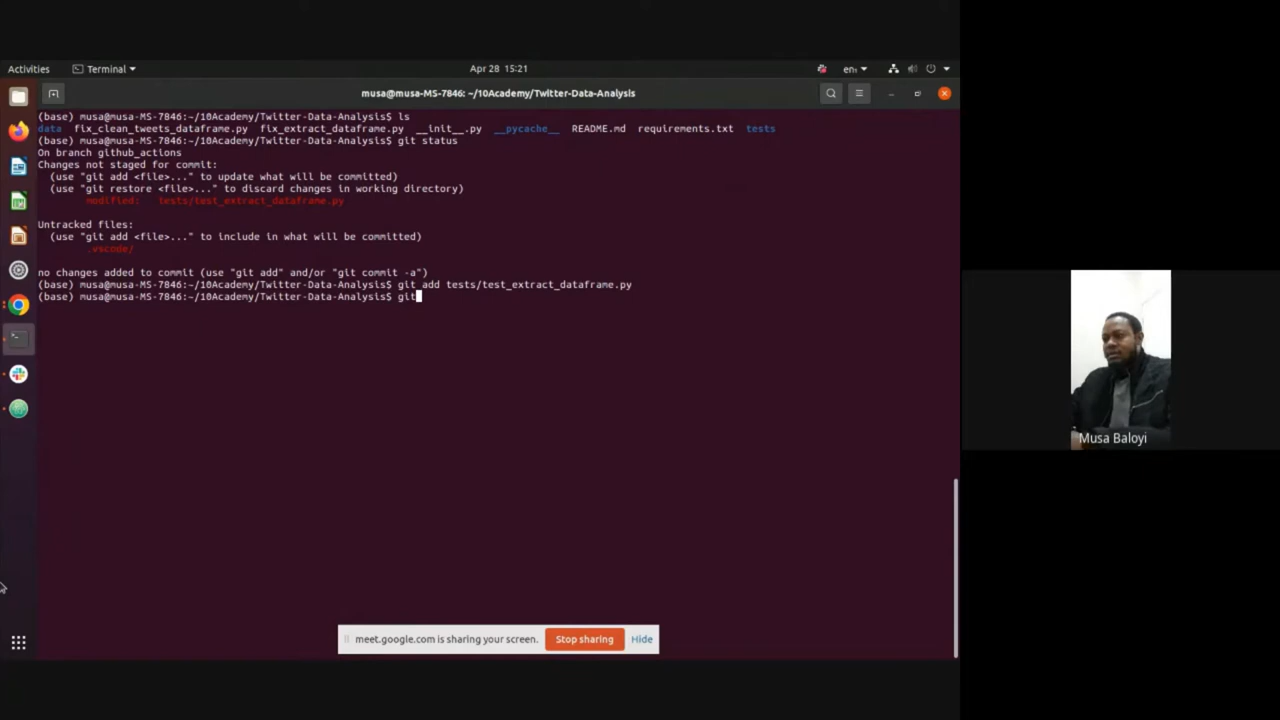 Activities
Terminal
Apr 28 15:21
en₁
musa@musa-MS-7846: ~/10Academy/Twitter-Data-Analysis
(base) musa@musa-MS-7846:~/10Academy/Twitter-Data-Analysis$ ls
data fix_clean_tweets_dataframe.py fix_extract_dataframe.py __init__.py __pycache__ README.md requirements.txt tests
(base) musa@musa-MS-7846:~/10Academy/Twitter-Data-Analysis$ git status
On branch github_actions
Changes not staged for commit:
(use "git add <file>..." to update what will be committed)
(use "git restore <file>..." to discard changes in working directory)
modified: tests/test_extract_dataframe.py
Untracked files:
(use "git add <file>..." to include in what will be committed)
.vscode/
no changes added to commit (use "git add" and/or "git commit -a")
(base) musa@musa-MS-7846:~/10Academy/Twitter-Data-Analysis$ git add tests/test_extract_dataframe.py
(base) musa@musa-MS-7846:~/10Academy/Twitter-Data-Analysis$ git
Musa Baloyi
meet.google.com is sharing your screen. Stop sharing Hide